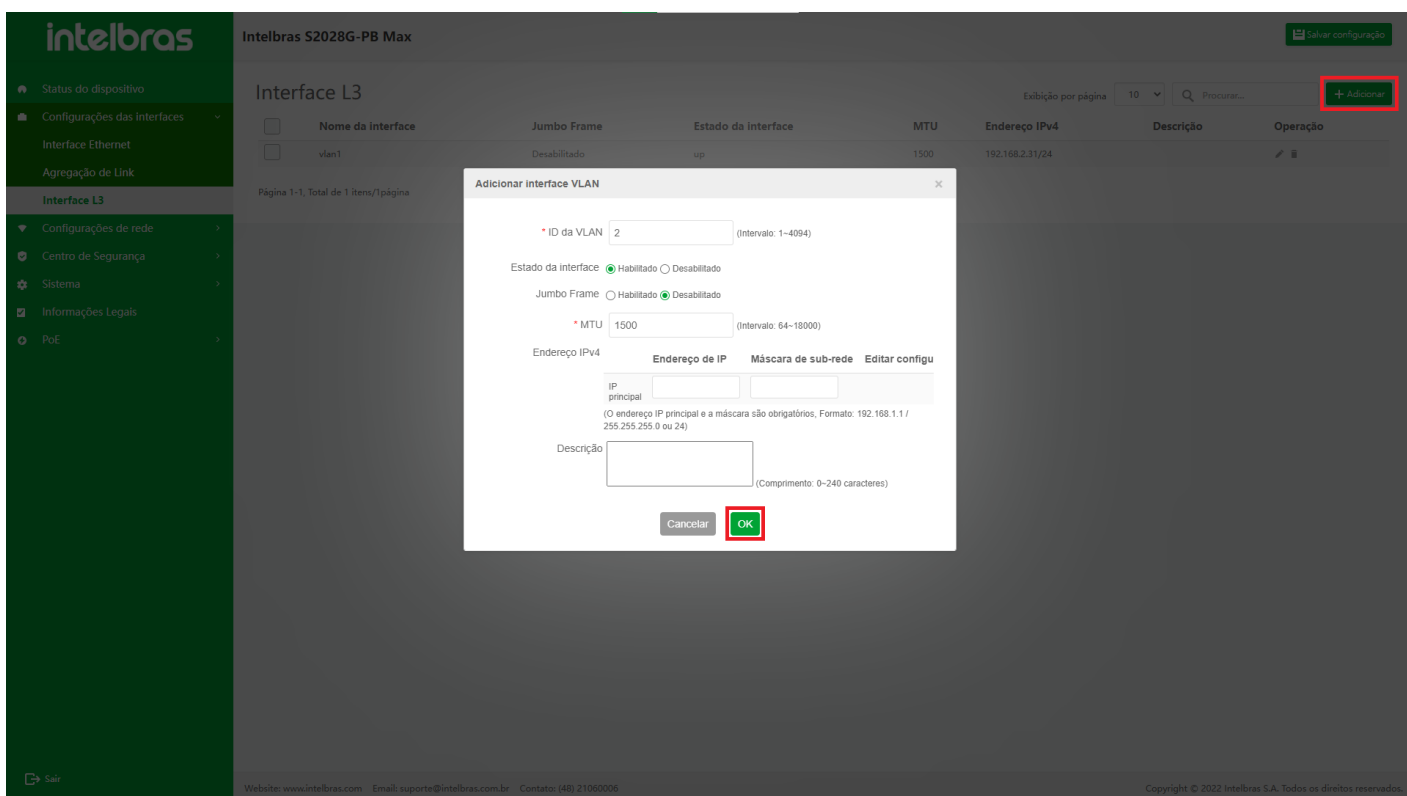 intelbras
Intelbras S2028G-PB Max
Salvar configuração
Status do dispositivo
Configurações das interfaces
Interface Ethernet
Agregação de Link
Interface L3
Configurações de rede
Centro de Segurança
Sistema
Informações Legais
PoE
Sair
Interface L3
Exibição por página 10 Procurar... + Adicionar
Nome da interface Jumbo Frame Estado da interface MTU Endereço IPv4 Descrição Operação
vlan1 Desabilitado up 1500 192.168.2.31/24
Página 1-1, Total de 1 itens/1página
Adicionar interface VLAN ×
* ID da VLAN 2 (Intervalo: 1~4094)
Estado da interface Habilitado Desabilitado
Jumbo Frame Habilitado Desabilitado
* MTU 1500 (Intervalo: 64~18000)
Endereço IPv4
Endereço de IP Máscara de sub-rede Editar configu
IP
principal
(O endereço IP principal e a máscara são obrigatórios, Formato: 192.168.1.1 /
255.255.255.0 ou 24)
Descrição
(Comprimento: 0~240 caracteres)
Cancelar OK
Website: www.intelbras.com Email: suporte@intelbras.com.br Contato: (48) 21060006
Copyright © 2022 Intelbras S.A. Todos os direitos reservados.